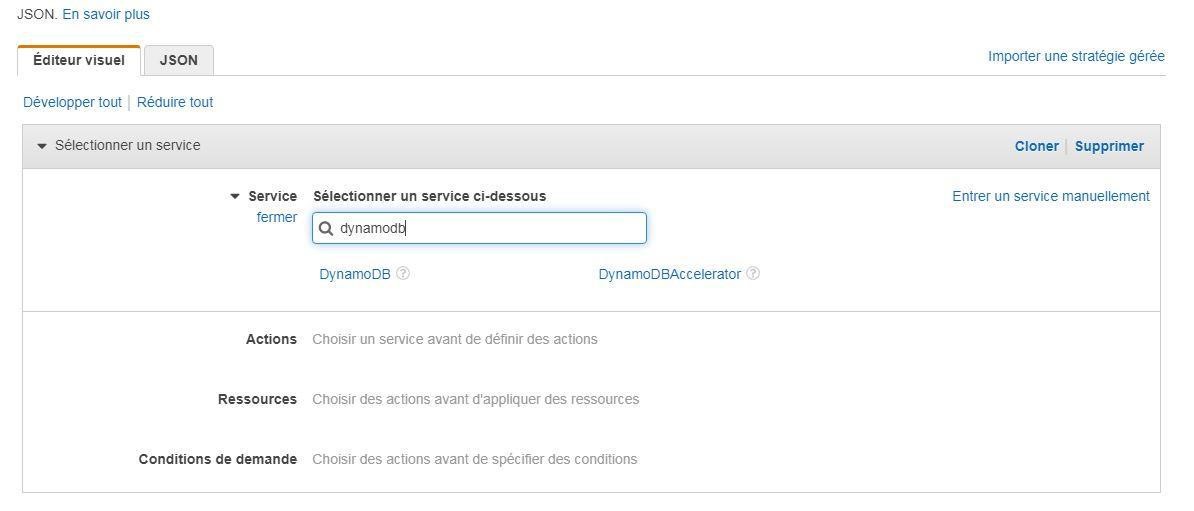 JSON. En savoir plus
Éditeur visuel JSON Importer une stratégie gérée
Développer tout | Réduire tout
Sélectionner un service Cloner | Supprimer
Service Sélectionner un service ci-dessous Entrer un service manuellement
fermer
dynamodb
DynamoDB ? DynamoDBAccelerator ?
Actions Choisir un service avant de définir des actions
Ressources Choisir des actions avant d'appliquer des ressources
Conditions de demande Choisir des actions avant de spécifier des conditions